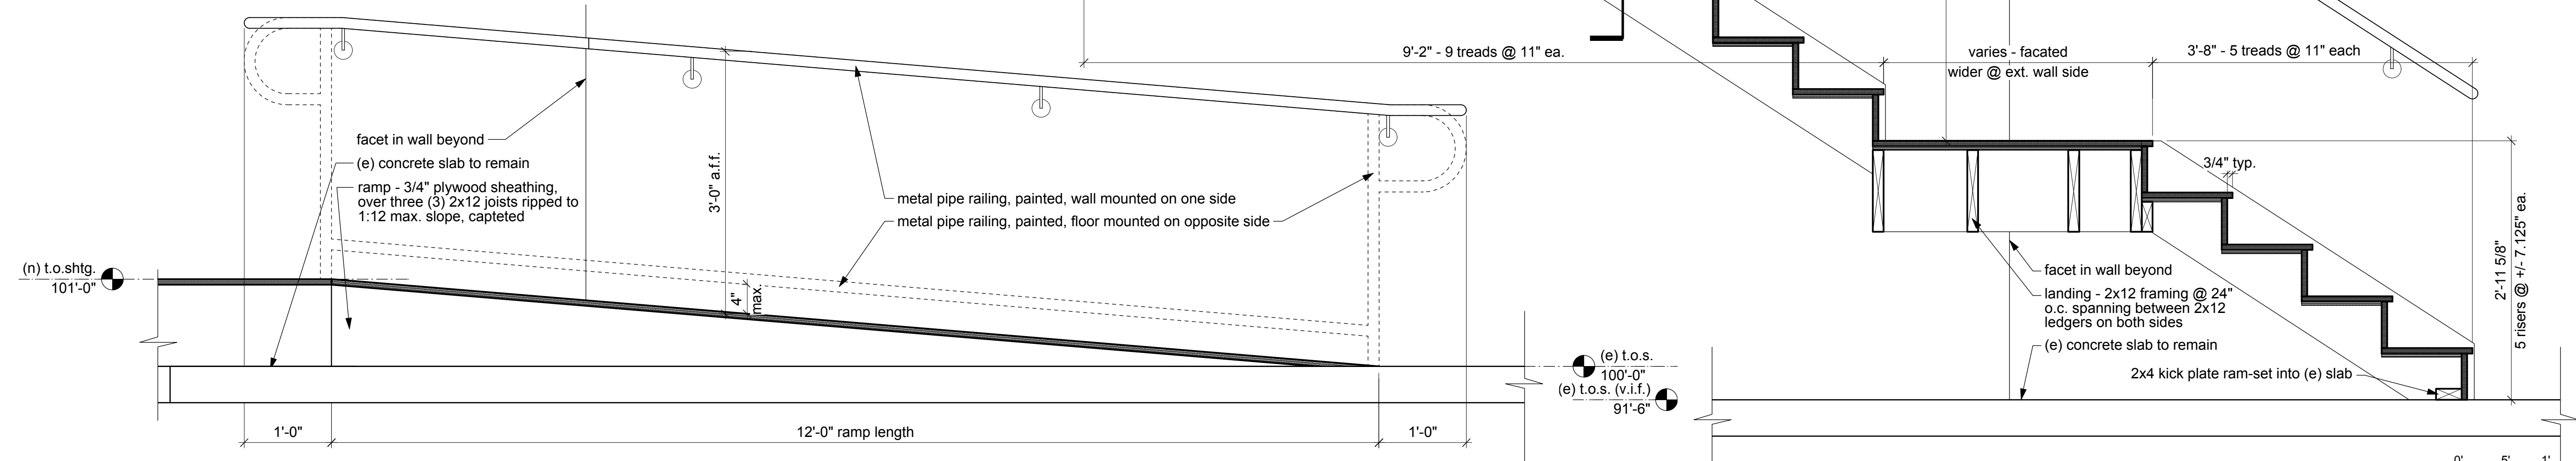 facet in wall beyond
(e) concrete slab to remain
ramp - 3/4" plywood sheathing,
over three (3) 2x12 joists ripped to
1:12 max. slope, capteted
(n) t.o.shtg.
101'-0"
3'-0" a.f.f.
4"
max.
metal pipe railing, painted, wall mounted on one side
metal pipe railing, painted, floor mounted on opposite side
1'-0"
12'-0" ramp length
1'-0"
(e) t.o.s.
100'-0"
(e) t.o.s. (v.i.f.)
91'-6"
9'-2" - 9 treads @ 11" ea.
varies - facated
wider @ ext. wall side
3'-8" - 5 treads @ 11" each
3/4" typ.
facet in wall beyond
landing - 2x12 framing @ 24"
o.c. spanning between 2x12
ledgers on both sides
(e) concrete slab to remain
2x4 kick plate ram-set into (e) slab
2'-11 5/8"
5 risers @ +/- 7.125" ea.
0'
5'
1'